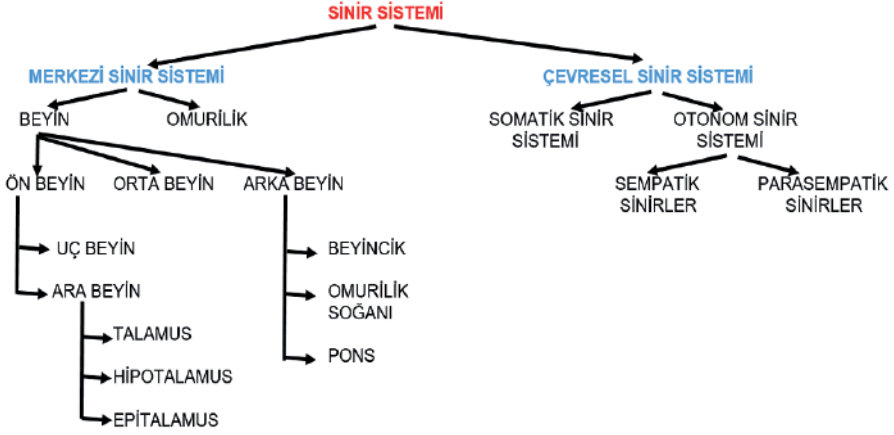 SİNİR SİSTEMİ
MERKEZİ SİNİR SİSTEMİ
ÇEVRESEL SİNİR SİSTEMİ
BEYİN
OMURİLİK
SOMATİK SİNİR
SİSTEMİ
OTONOM SİNİR
SİSTEMİ
ÖN BEYİN
ORTA BEYİN
ARKA BEYİN
SEMPATİK
SİNİRLER
PARASEMPATİK
SİNİRLER
UÇ BEYİN
ARA BEYİN
TALAMUS
HİPOTALAMUS
EPİTALAMUS
BEYİNCİK
OMURİLİK
SOĞANI
PONS